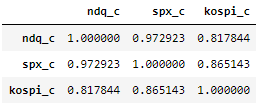 ndq_c spx_c kospi_c
ndq_c 1.000000 0.972923 0.817844
spx_c 0.972923 1.000000 0.865143
kospi_c 0.817844 0.865143 1.000000